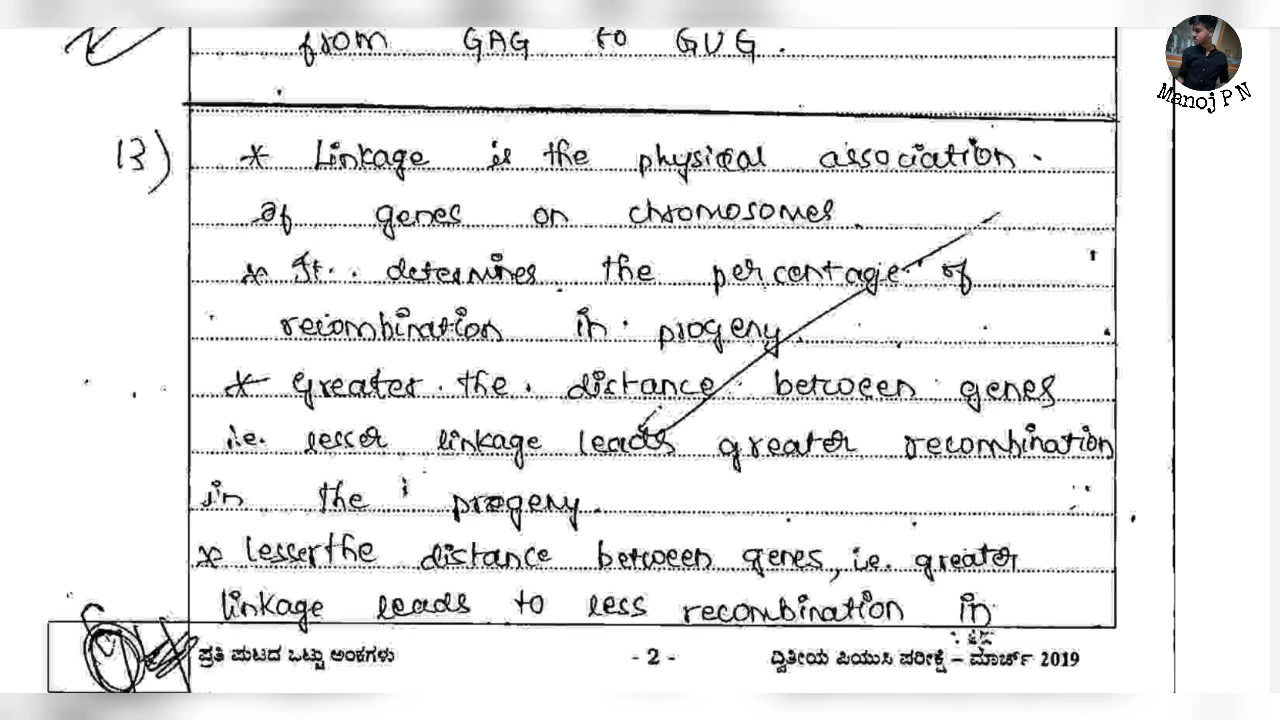 from GAG to GUG.
Manoj P N
13) * Linkage is the physical association
of genes on chromosomes.
* It determines the percentage of
recombination in progeny.
* Greater the distance between genes
i.e. lesser linkage leads greater recombination
in the progeny.
* lesser the distance between genes, i.e. greater
linkage leads to less recombination in
ಪ್ರತಿ ಪುಟದ ಒಟ್ಟು ಅಂಕಗಳು - 2 - ದ್ವಿತೀಯ ಪಿಯುಸಿ ಪರೀಕ್ಷೆ – ಮಾರ್ಚ್ 2019